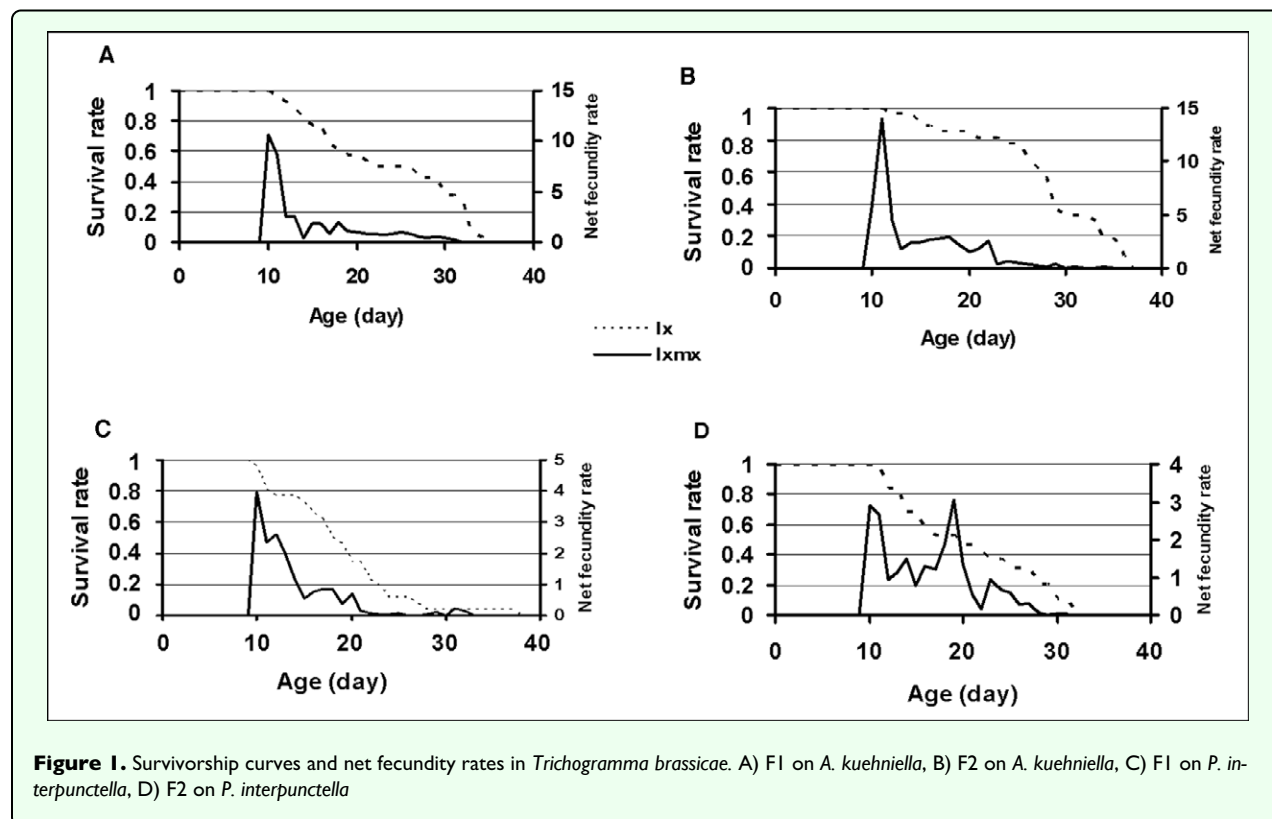 A
Survival rate
1
0.8
0.6
0.4
0.2
0
15
10
5
0
Net fecundity rate
0 10 20 30 40
Age (day)
B
Survival rate
1
0.8
0.6
0.4
0.2
0
15
10
5
0
Net fecundity rate
0 10 20 30 40
Age (day)
lx
lxmx
C
Survival rate
1
0.8
0.6
0.4
0.2
0
5
4
3
2
1
0
Net fecundity rate
0 10 20 30 40
Age (day)
D
Survival rate
1
0.8
0.6
0.4
0.2
0
4
3
2
1
0
Net fecundity rate
0 10 20 30 40
Age (day)
Figure 1. Survivorship curves and net fecundity rates in Trichogramma brassicae. A) F1 on A. kuehniella, B) F2 on A. kuehniella, C) F1 on P. in-
terpunctella, D) F2 on P. interpunctella